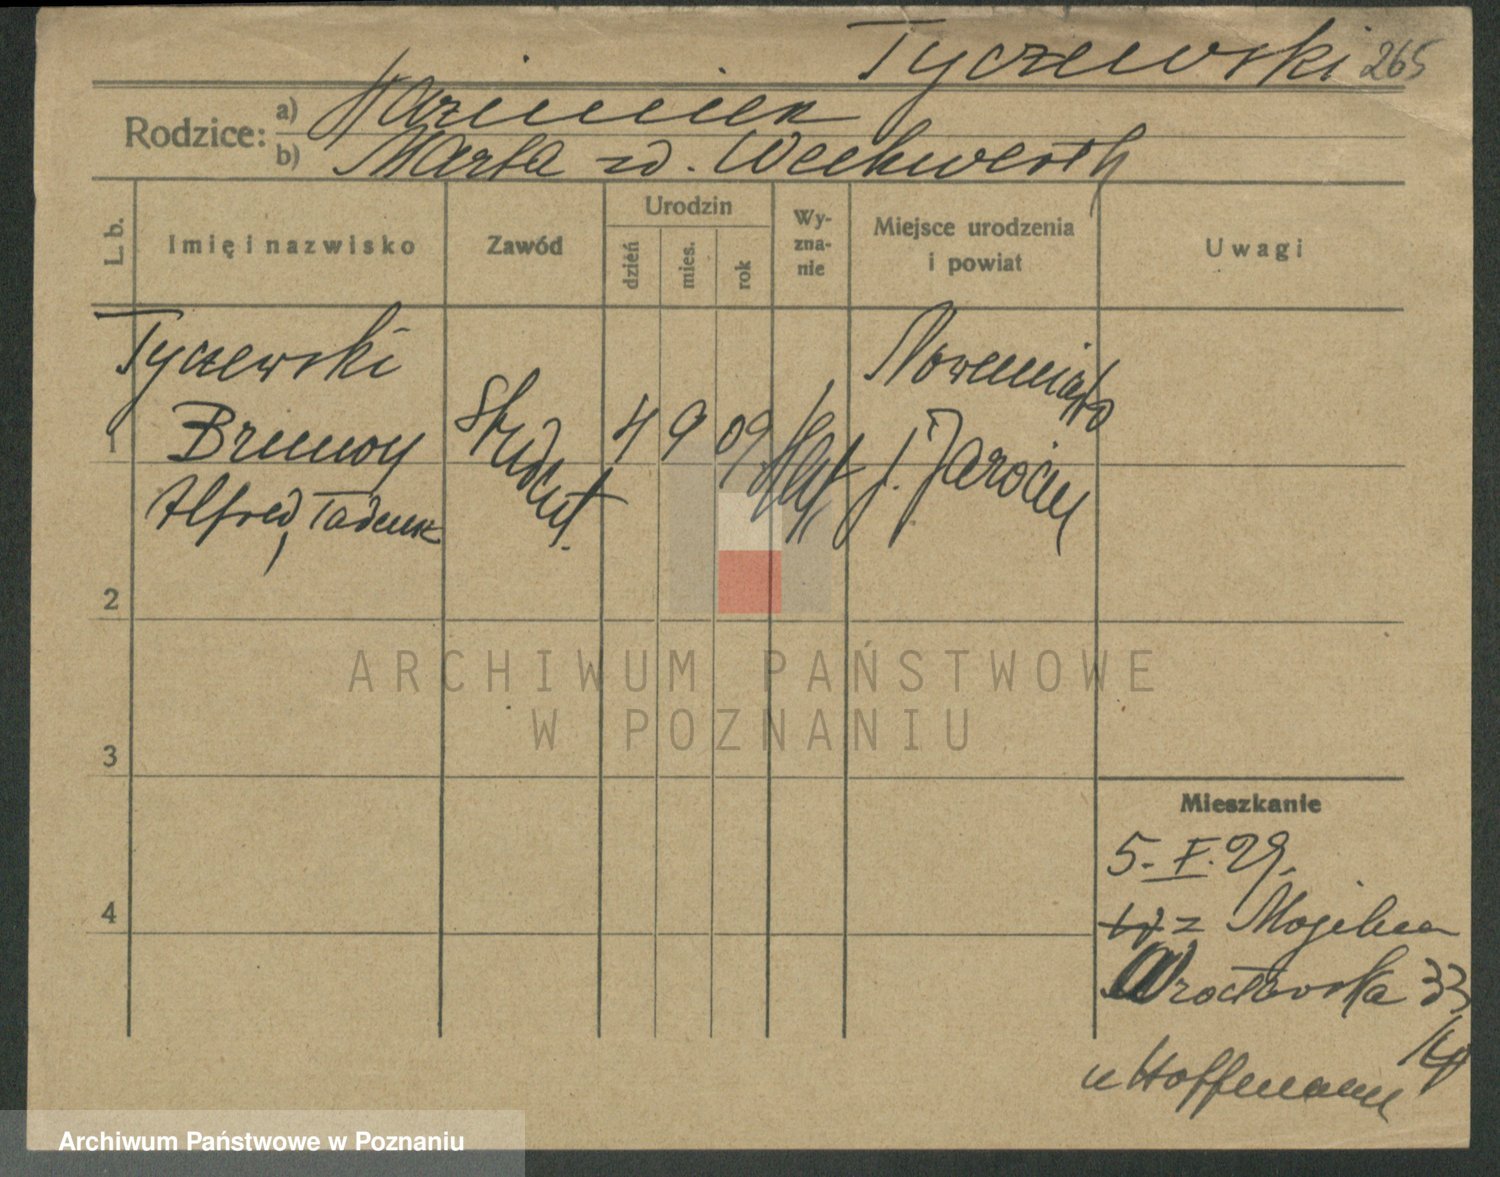 Tyczewski 265
Rodzice:
a) Kazimierz
b) Marta zd. Weckwerth
L. b.
Imię i nazwisko
Zawód
Urodzin
dzień
mies.
rok
Wy-
zna-
nie
Miejsce urodzenia
i powiat
Uwagi
Tyczewski
1 Brunon
Alfred, Tadeusz
Student.
4 9 09
Nowemiasto
p. Jarocin
2
ARCHIWUM PAŃSTWOWE
W POZNANIU
3
Mieszkanie
5. X. 29.
z Mogilna
4
Wrocławska 33
u Hoffmann
Archiwum Państwowe w Poznaniu